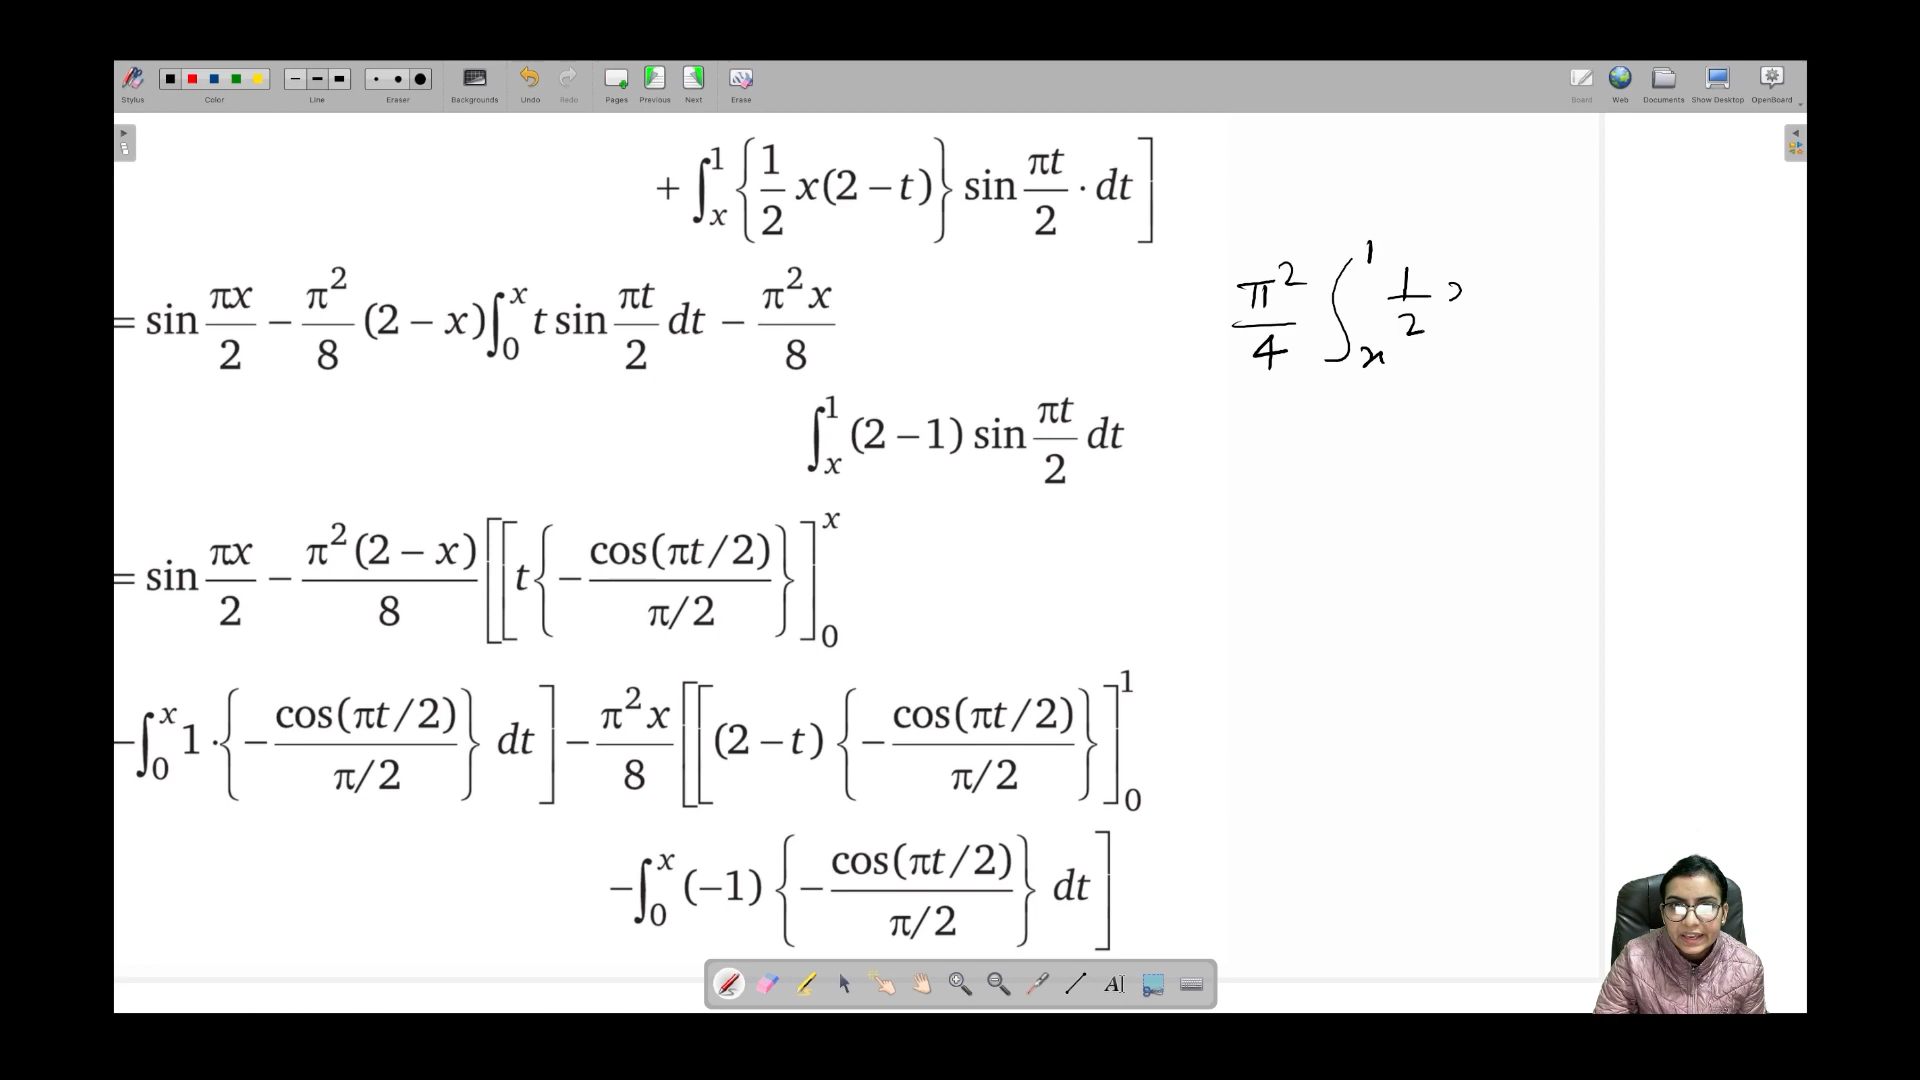 Stylus Color Line Eraser Backgrounds Undo Redo Pages Previous Next Erase Board Web Documents Show Desktop OpenBoard
+ ∫_x^1 {1/2 x(2 − t)} sin πt/2 · dt]
= sin πx/2 − π²/8 (2 − x) ∫_0^x t sin πt/2 dt − π²x/8
∫_x^1 (2 − 1) sin πt/2 dt
= sin πx/2 − π²(2 − x)/8 [[t{− cos(πt/2)/π/2}]_0^x
− ∫_0^x 1 · {− cos(πt/2)/π/2} dt] − π²x/8 [[(2 − t) {− cos(πt/2)/π/2}]_0^1
− ∫_0^x (−1) {− cos(πt/2)/π/2} dt]
π²/4 ∫_x^1 1/2